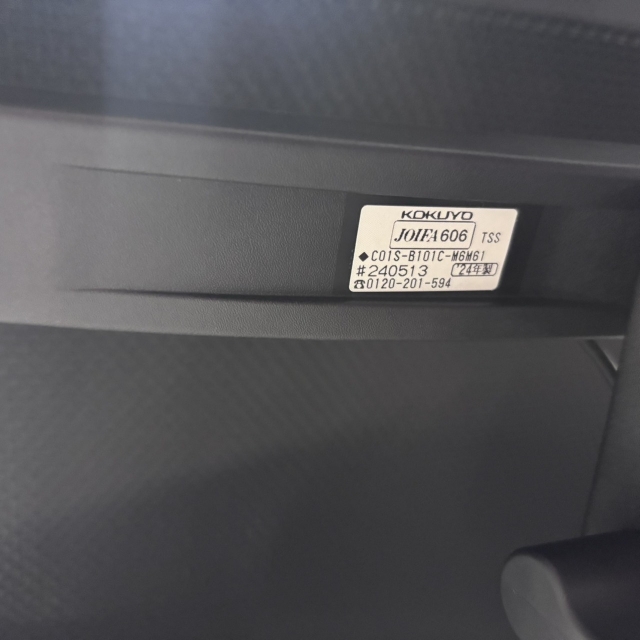 KOKUYO
JOIFA606 TSS
◆C01S-B101C-M6M61
#240513 '24年製
☎0120-201-594